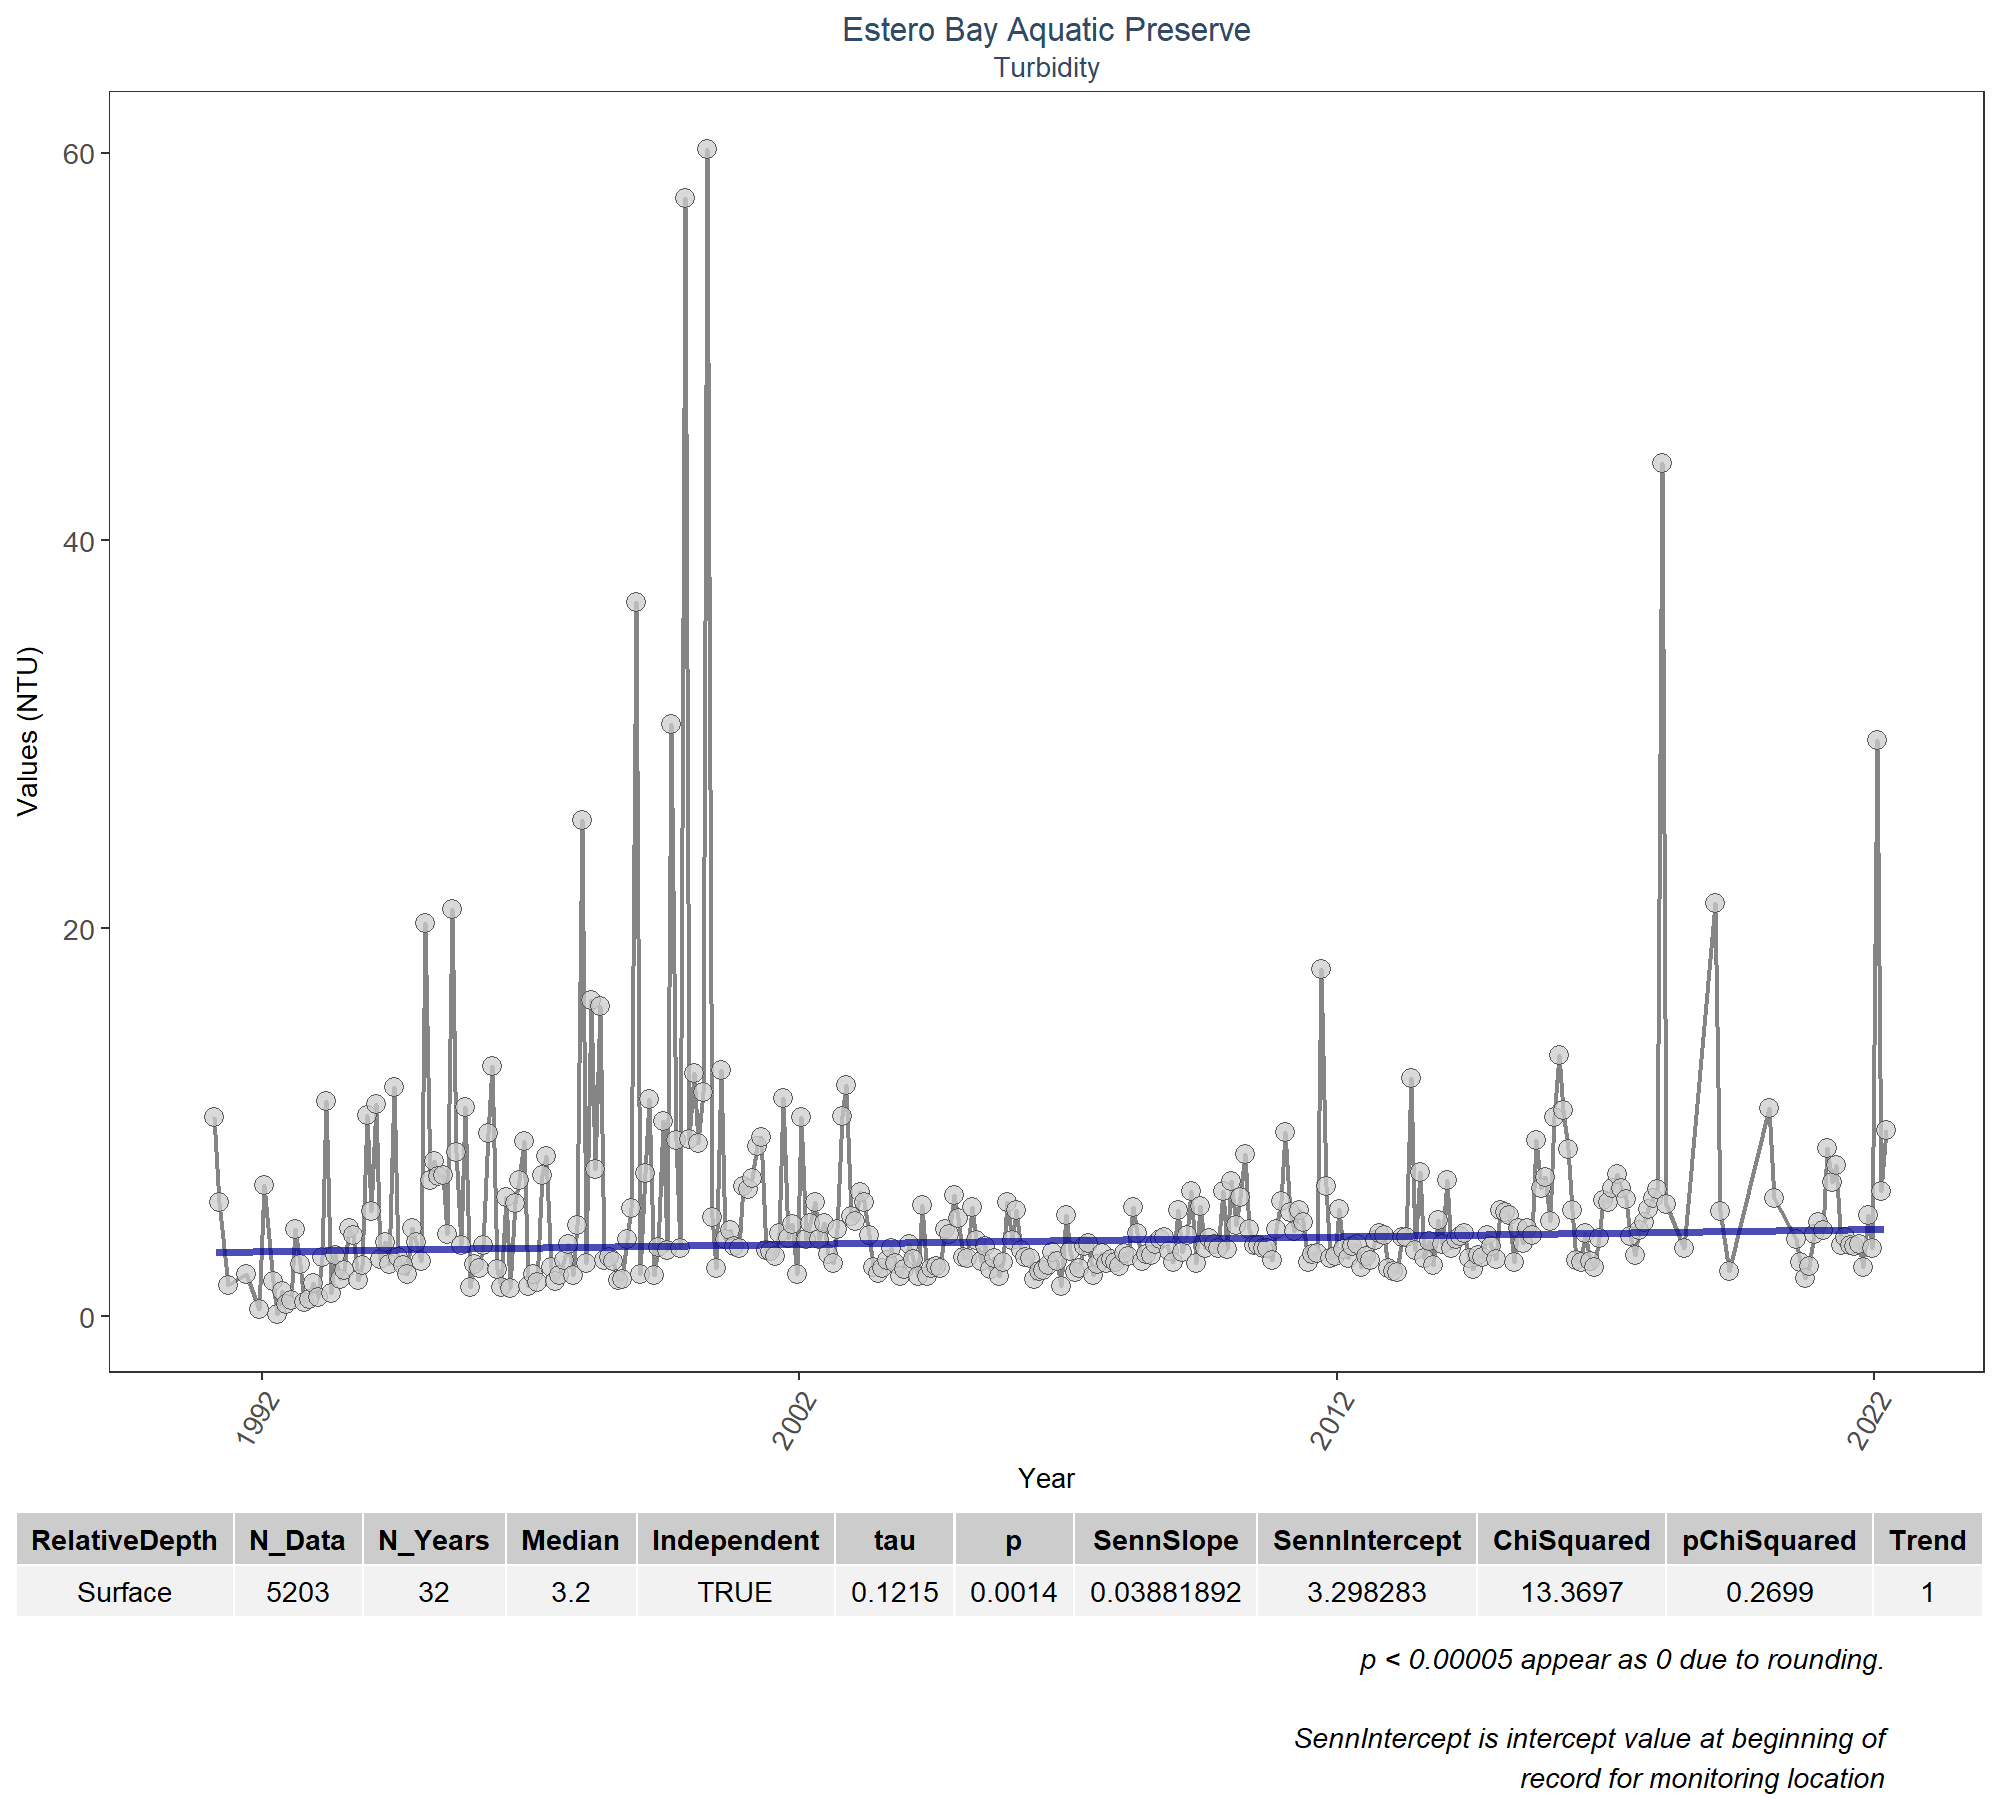 Estero Bay Aquatic Preserve
Turbidity
Values (NTU)
60
40
20
0
1992
2002
2012
2022
Year
RelativeDepth N_Data N_Years Median Independent tau p SennSlope SennIntercept ChiSquared pChiSquared Trend
Surface 5203 32 3.2 TRUE 0.1215 0.0014 0.03881892 3.298283 13.3697 0.2699 1
p < 0.00005 appear as 0 due to rounding.
SennIntercept is intercept value at beginning of
record for monitoring location